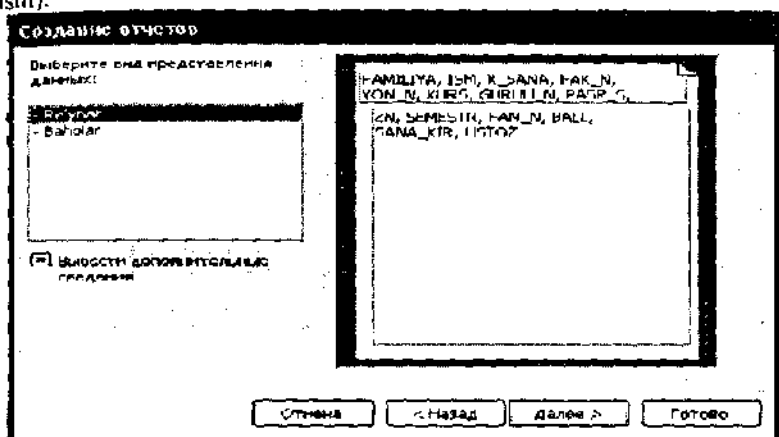 Создание отчетов
Выберите вид представления
данных:
- Baholar
FAMILIYA, ISM, K_SANA, FAK_N,
YON_N, KURS, GURUH_N, PASP_S,
ZN, SEMESTR, FAN_N, BALL,
SANA_KIR, USTOZ
Вывести дополнительные
сведения
Отмена
< Назад
Далее >
Готово